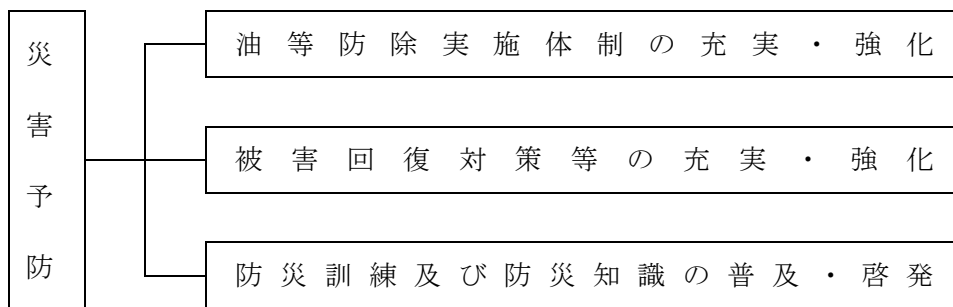 災害予防
油等防除実施体制の充実・強化
被害回復対策等の充実・強化
防災訓練及び防災知識の普及・啓発